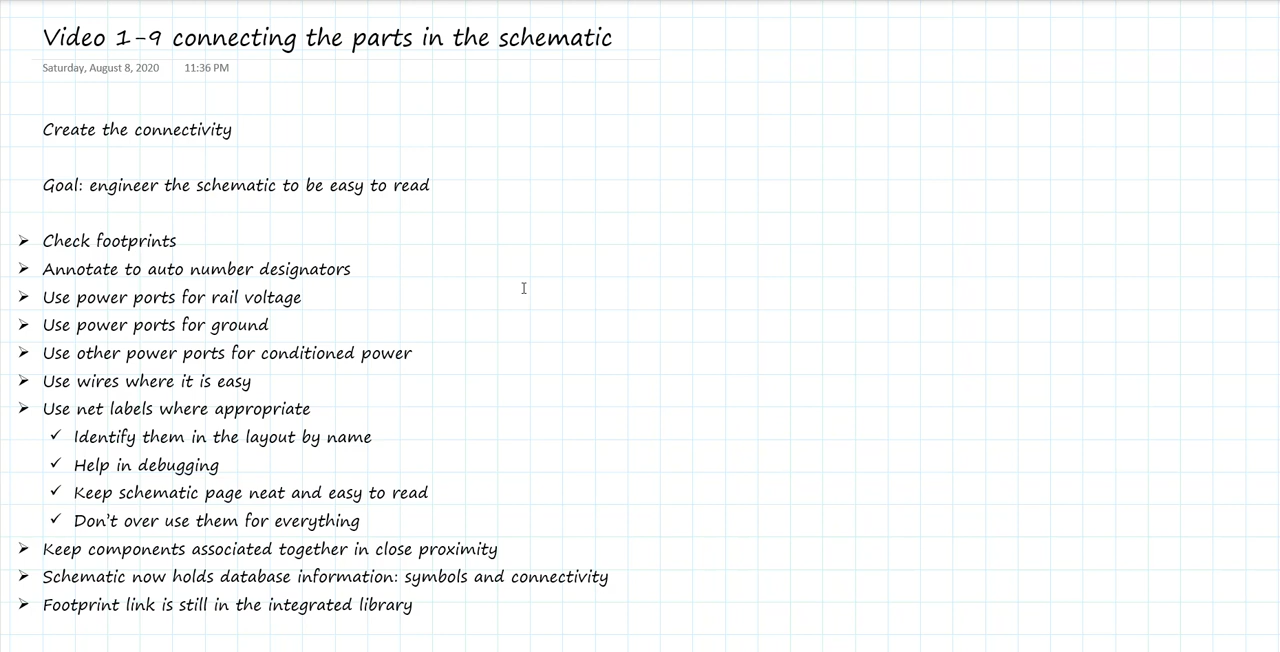 Video 1-9 connecting the parts in the schematic
Saturday, August 8, 2020 11:36 PM
Create the connectivity
Goal: engineer the schematic to be easy to read
➢ Check footprints
➢ Annotate to auto number designators
➢ Use power ports for rail voltage
➢ Use power ports for ground
➢ Use other power ports for conditioned power
➢ Use wires where it is easy
➢ Use net labels where appropriate
✓ Identify them in the layout by name
✓ Help in debugging
✓ Keep schematic page neat and easy to read
✓ Don't over use them for everything
➢ Keep components associated together in close proximity
➢ Schematic now holds database information: symbols and connectivity
➢ Footprint link is still in the integrated library